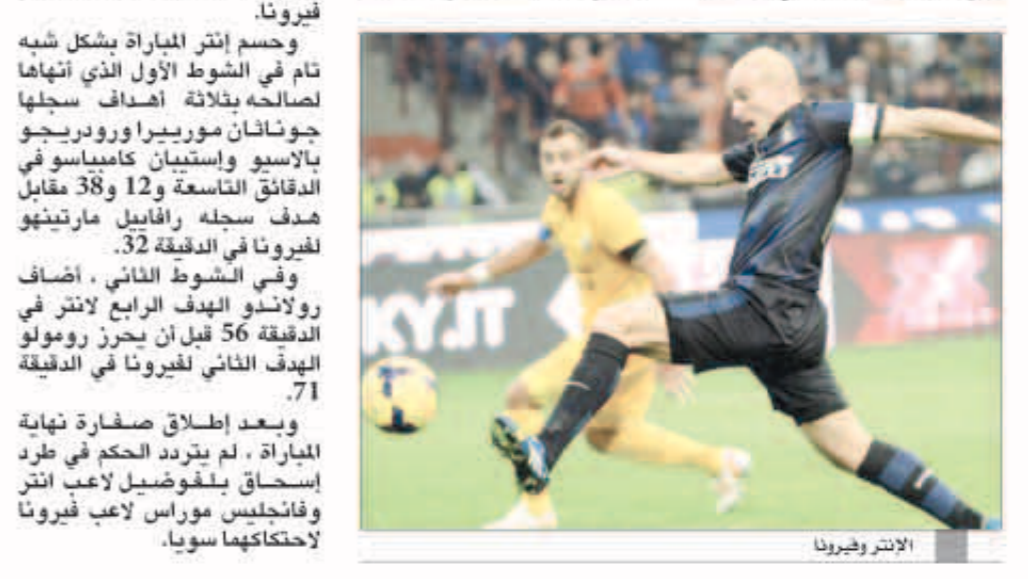 فيرونا.
وحسم إنتر المباراة بشكل شبه
تام في الشوط الأول الذي أنهاها
لصالحه بثلاثة أهداف سجلها
جوناثان موريبيرا ورودريجو
بالاسيو وإستيبان كامبياسو في
الدقائق التاسعة و12 و38 مقابل
هدف سجله رافاييل مارتينهو
لفيرونا في الدقيقة 32.
وفي الشوط الثاني ، أضاف
رولاندو الهدف الرابع لانتر في
الدقيقة 56 قبل أن يحرز رومولو
الهدف الثاني لفيرونا في الدقيقة
71.
وبعد إطلاق صفارة نهاية
المباراة ، لم يتردد الحكم في طرد
إسحاق بلفوضيل لاعب انتر
وفانجليس موراس لاعب فيرونا
لاحتكاكهما سويا.
KY.IT
الإنتر وفيرونا